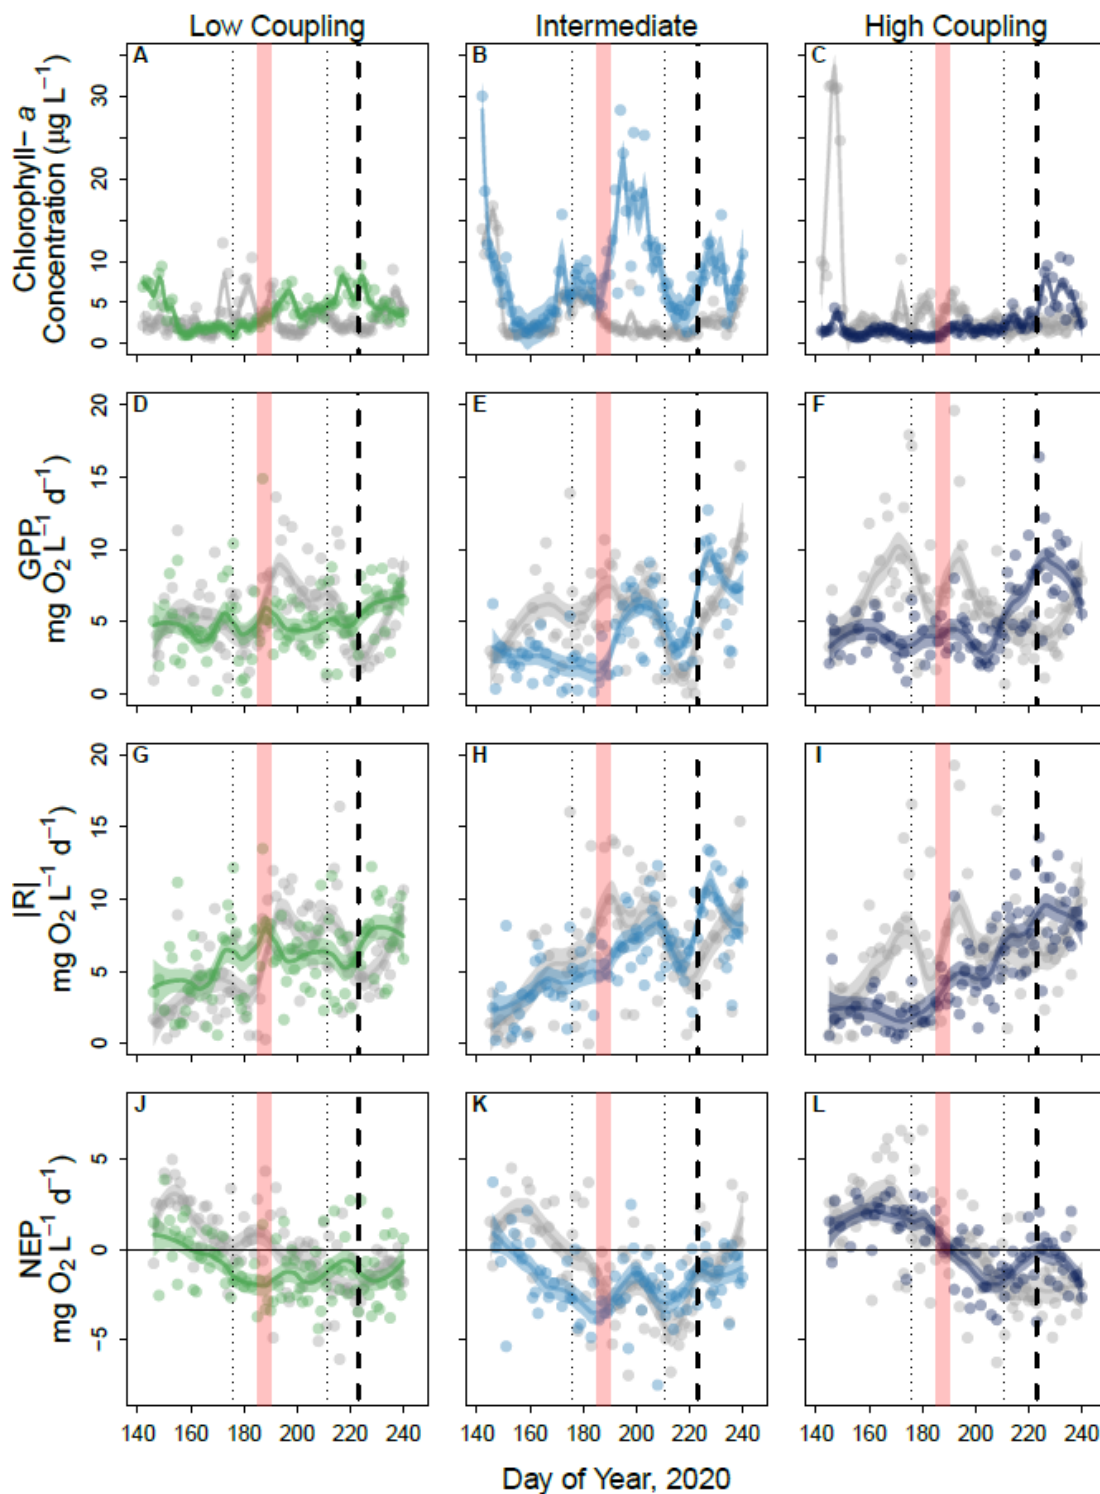 Low Coupling Intermediate High Coupling
A B C
Chlorophyll− a
Concentration (µg L−1)
30
20
10
5
0
D E F
GPP
mg O2 L−1 d−1)
20
15
10
5
0
G H I
|R|
mg O2 L−1 d−1)
20
15
10
5
0
J K L
NEP
mg O2 L−1 d−1)
5
0
−5
140 160 180 200 220 240 140 160 180 200 220 240 140 160 180 200 220 240
Day of Year, 2020